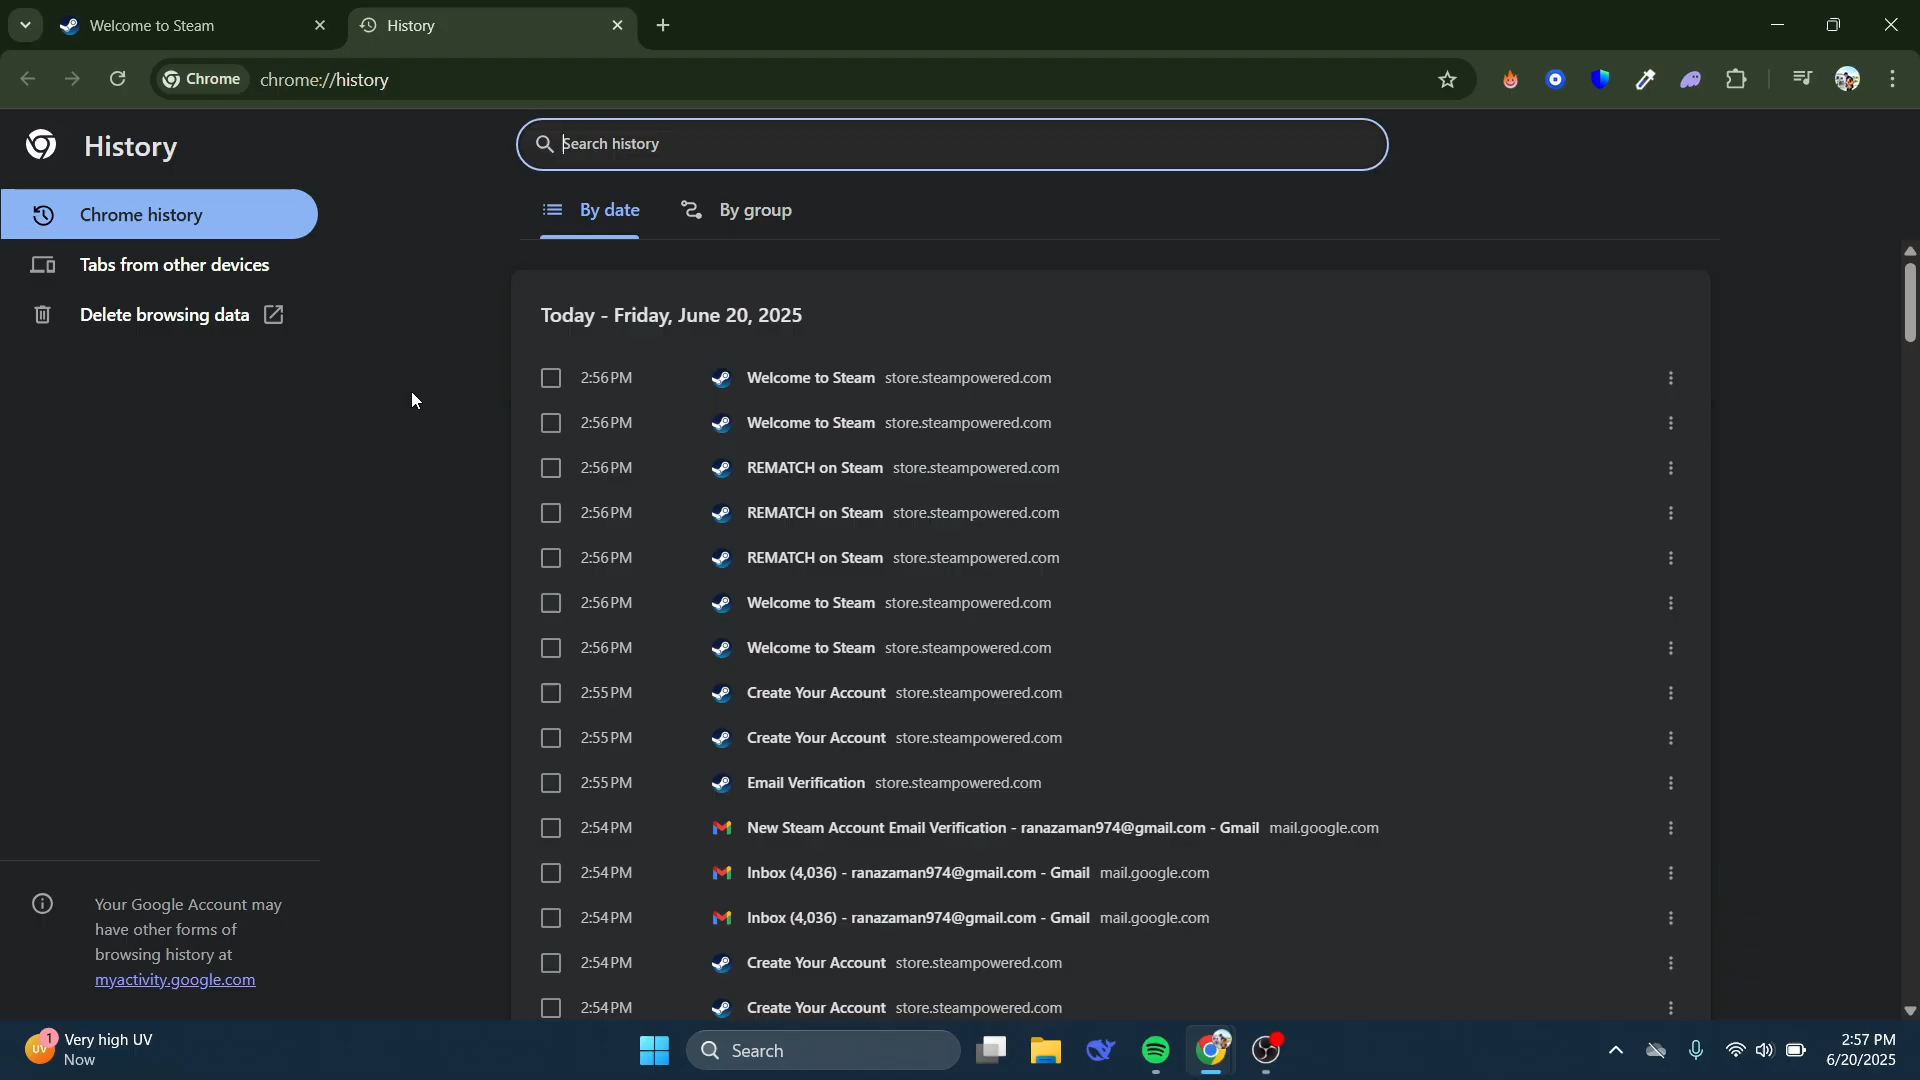 Welcome to Steam
History
Chrome
chrome://history
History
Search history
Chrome history
Tabs from other devices
Delete browsing data
By date
By group
Today - Friday, June 20, 2025
2:56 PM Welcome to Steam store.steampowered.com
2:56 PM Welcome to Steam store.steampowered.com
2:56 PM REMATCH on Steam store.steampowered.com
2:56 PM REMATCH on Steam store.steampowered.com
2:56 PM REMATCH on Steam store.steampowered.com
2:56 PM Welcome to Steam store.steampowered.com
2:56 PM Welcome to Steam store.steampowered.com
2:55 PM Create Your Account store.steampowered.com
2:55 PM Create Your Account store.steampowered.com
2:55 PM Email Verification store.steampowered.com
2:54 PM New Steam Account Email Verification - ranazaman974@gmail.com - Gmail mail.google.com
2:54 PM Inbox (4,036) - ranazaman974@gmail.com - Gmail mail.google.com
2:54 PM Inbox (4,036) - ranazaman974@gmail.com - Gmail mail.google.com
2:54 PM Create Your Account store.steampowered.com
2:54 PM Create Your Account store.steampowered.com
Your Google Account may
have other forms of
browsing history at
myactivity.google.com
UV
1
Very high UV
Now
Search
2:57 PM
6/20/2025